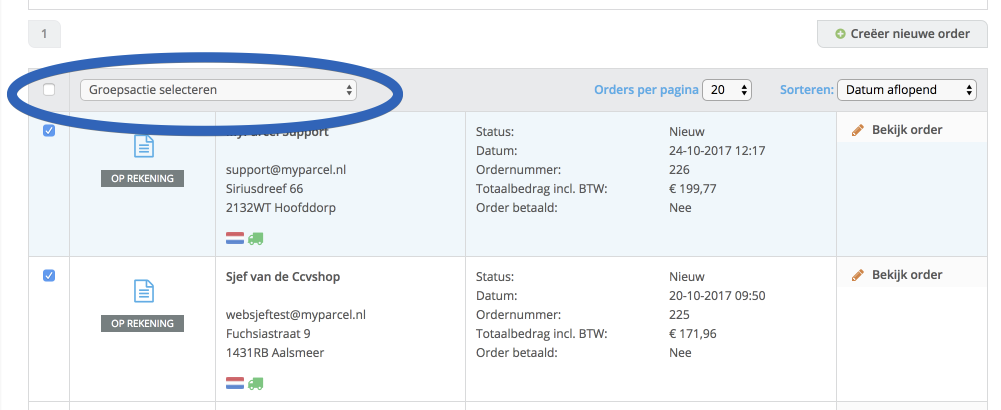 1
Creëer nieuwe order
Groepsactie selecteren
Orders per pagina 20 Sorteren: Datum aflopend
MyParcel Support
support@myparcel.nl
Siriusdreef 66
2132WT Hoofddorp
OP REKENING
Status: Nieuw
Datum: 24-10-2017 12:17
Ordernummer: 226
Totaalbedrag incl. BTW: € 199,77
Order betaald: Nee
Bekijk order
Sjef van de Ccvshop
websjeftest@myparcel.nl
Fuchsiastraat 9
1431RB Aalsmeer
OP REKENING
Status: Nieuw
Datum: 20-10-2017 09:50
Ordernummer: 225
Totaalbedrag incl. BTW: € 171,96
Order betaald: Nee
Bekijk order